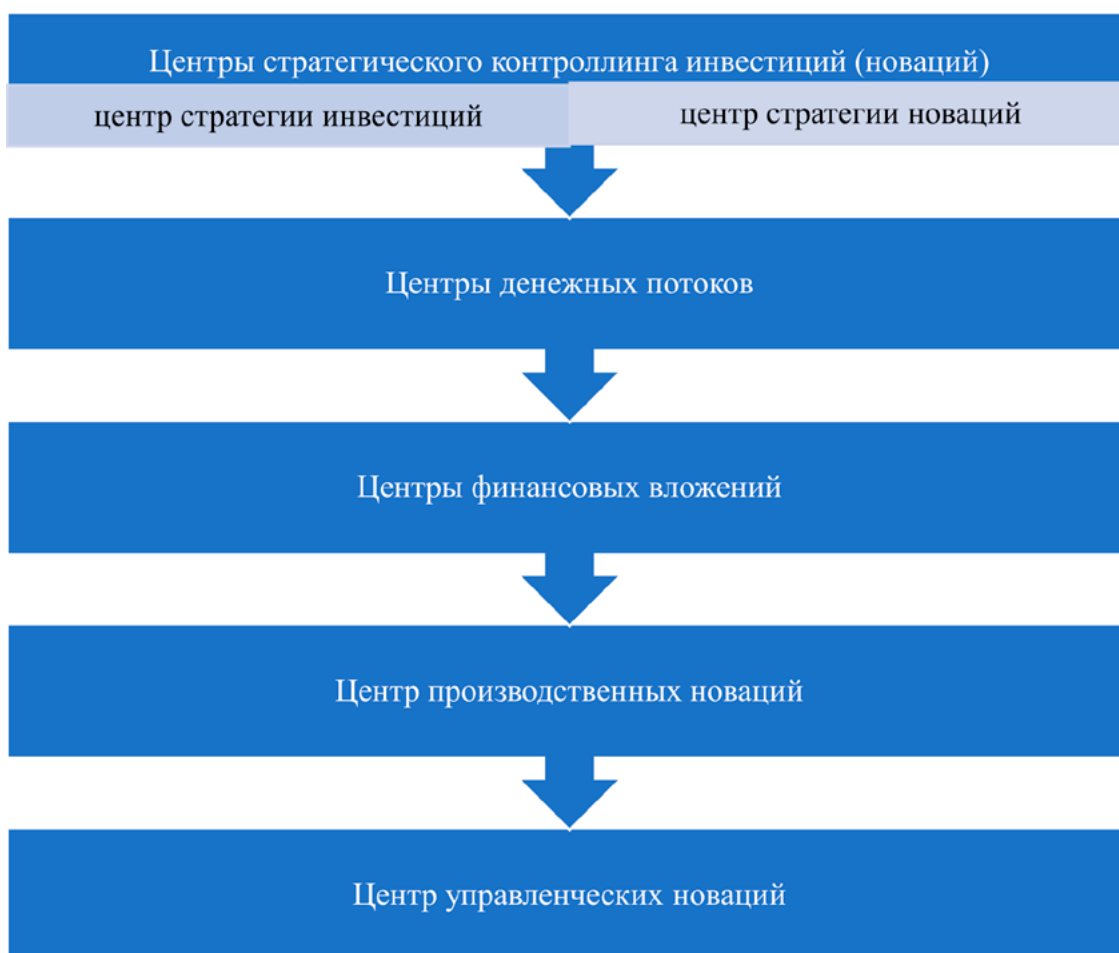 Центры стратегического контроллинга инвестиций (новаций)
центр стратегии инвестиций
центр стратегии новаций
Центры денежных потоков
Центры финансовых вложений
Центр производственных новаций
Центр управленческих новаций